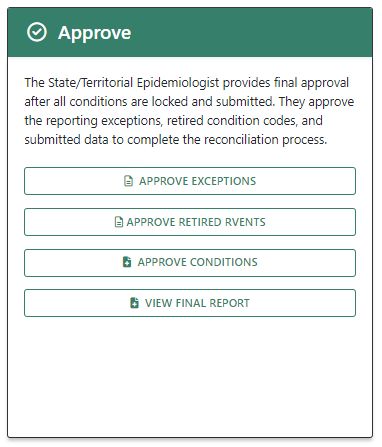 Approve
The State/Territorial Epidemiologist provides final approval
after all conditions are locked and submitted. They approve
the reporting exceptions, retired condition codes, and
submitted data to complete the reconciliation process.
APPROVE EXCEPTIONS
APPROVE RETIRED RVENTS
APPROVE CONDITIONS
VIEW FINAL REPORT